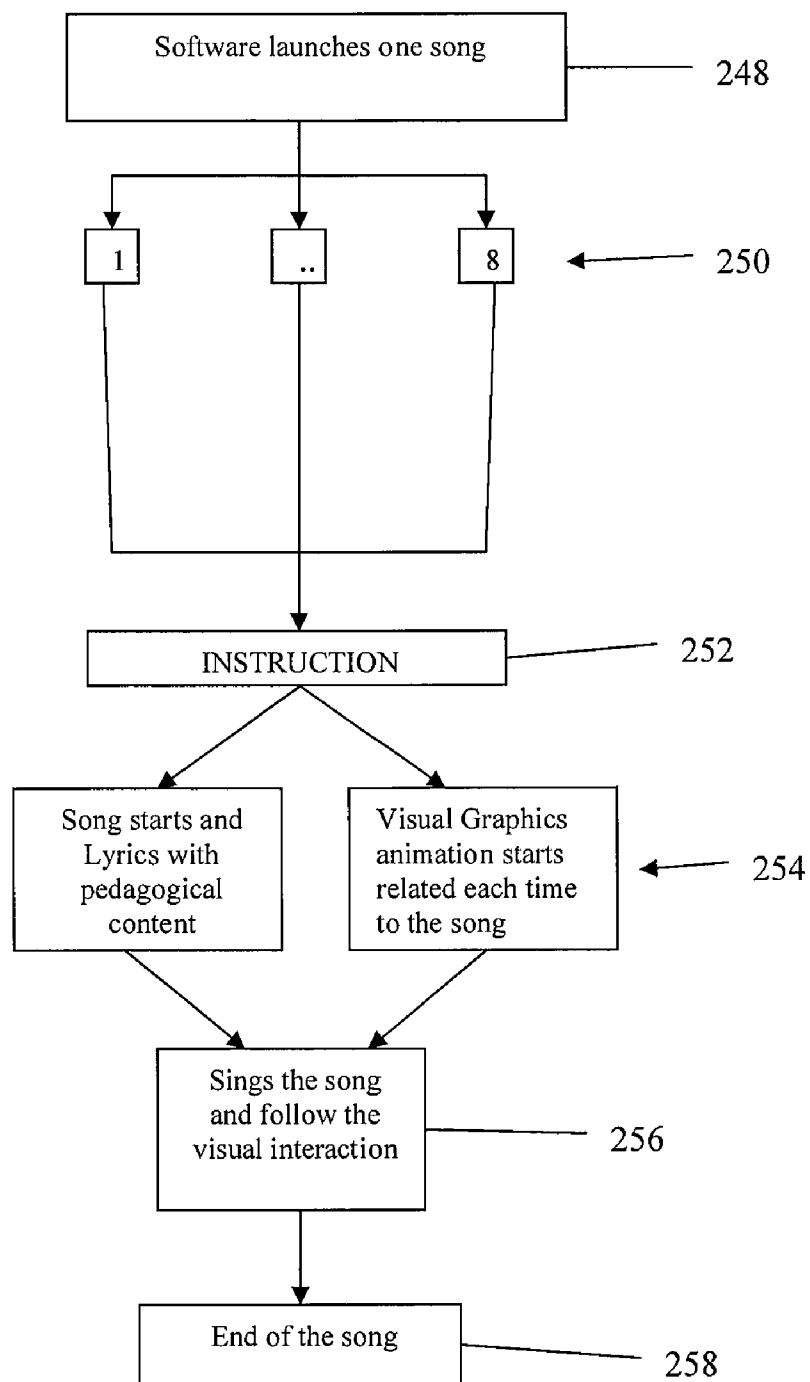 Software launches one song
248
1
..
8
250
INSTRUCTION
252
Song starts and
Lyrics with
pedagogical
content
Visual Graphics
animation starts
related each time
to the song
254
Sings the song
and follow the
visual interaction
256
End of the song
258